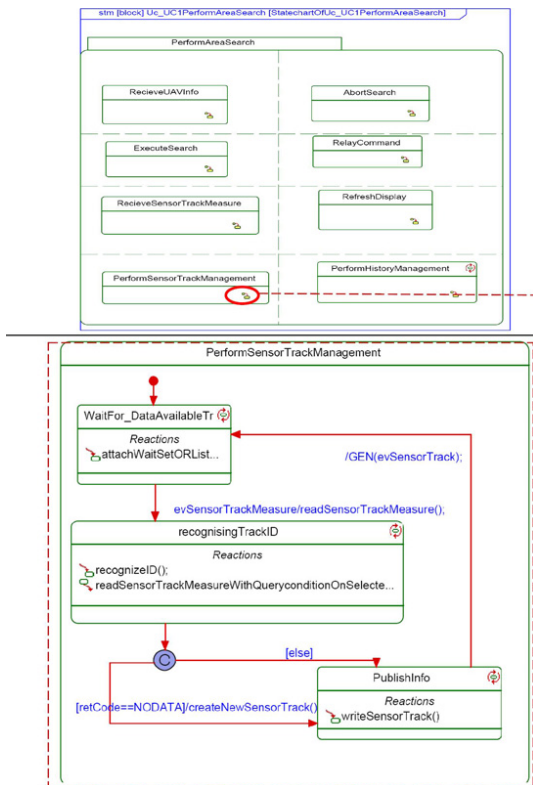 stm [block] Uc_UC1PerformAreaSearch [StatechartOfUc_UC1PerformAreaSearch]
PerformAreaSearch
RecieveUAVInfo
AbortSearch
ExecuteSearch
RelayCommand
RecieveSensorTrackMeasure
RefreshDisplay
PerformSensorTrackManagement
PerformHistoryManagement
PerformSensorTrackManagement
WaitFor_DataAvailableTr
Reactions
attachWaitSetORList...
/GEN(evSensorTrack);
evSensorTrackMeasure/readSensorTrackMeasure();
recognisingTrackID
Reactions
recognizeID();
readSensorTrackMeasureWithQueryconditionOnSelecte...
C
[else]
PublishInfo
Reactions
[retCode==NODATA]/createNewSensorTrack()
writeSensorTrack()